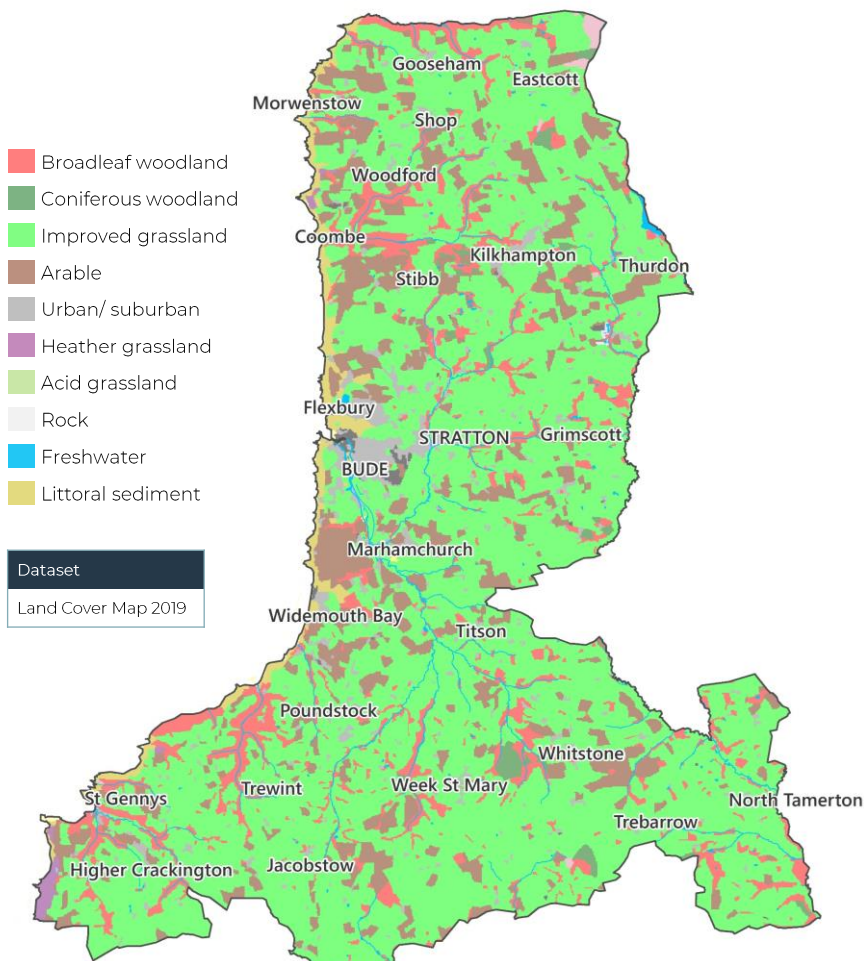 Gooseham
Eastcott
Morwenstow
Shop
Broadleaf woodland
Woodford
Coniferous woodland
Improved grassland
Coombe
Kilkhampton
Arable
Stibb
Thurdon
Urban/ suburban
Heather grassland
Acid grassland
Flexbury
Rock
STRATTON
Grimscott
Freshwater
BUDE
Littoral sediment
Marhamchurch
Dataset
Land Cover Map 2019
Widemouth Bay
Titson
Poundstock
Whitstone
Trewint
Week St Mary
St Gennys
North Tamerton
Trebarrow
Higher Crackington
Jacobstow